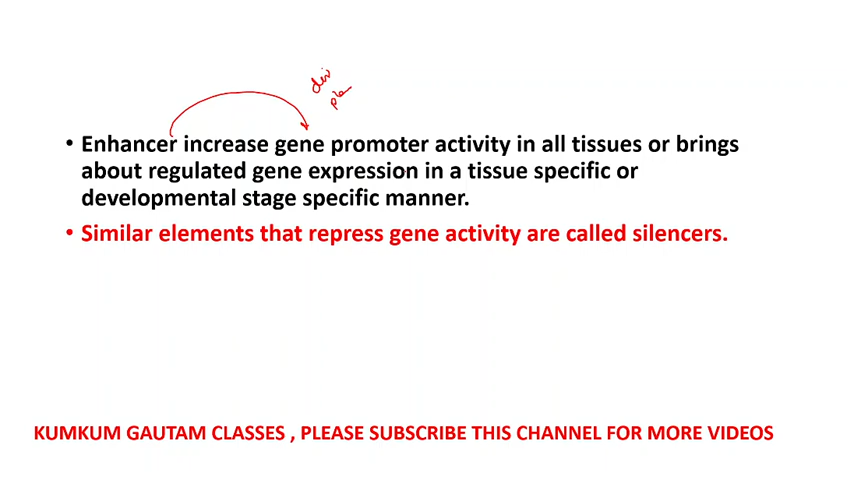 • Enhancer increase gene promoter activity in all tissues or brings
about regulated gene expression in a tissue specific or
developmental stage specific manner.
• Similar elements that repress gene activity are called silencers.
KUMKUM GAUTAM CLASSES , PLEASE SUBSCRIBE THIS CHANNEL FOR MORE VIDEOS